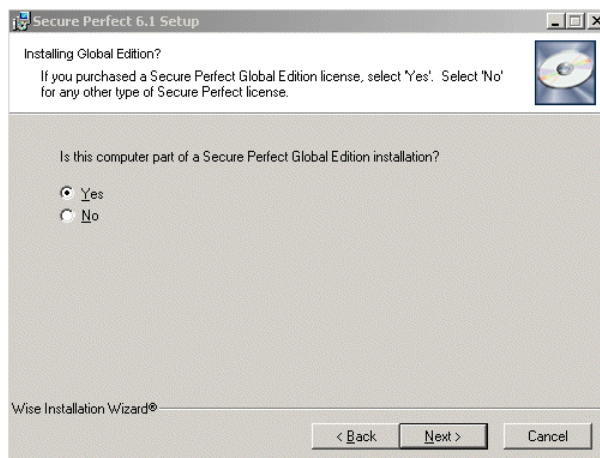 Secure Perfect 6.1 Setup
Installing Global Edition?
If you purchased a Secure Perfect Global Edition license, select 'Yes'. Select 'No'
for any other type of Secure Perfect license.
Is this computer part of a Secure Perfect Global Edition installation?
Yes
No
Wise Installation Wizard®
< Back Next > Cancel